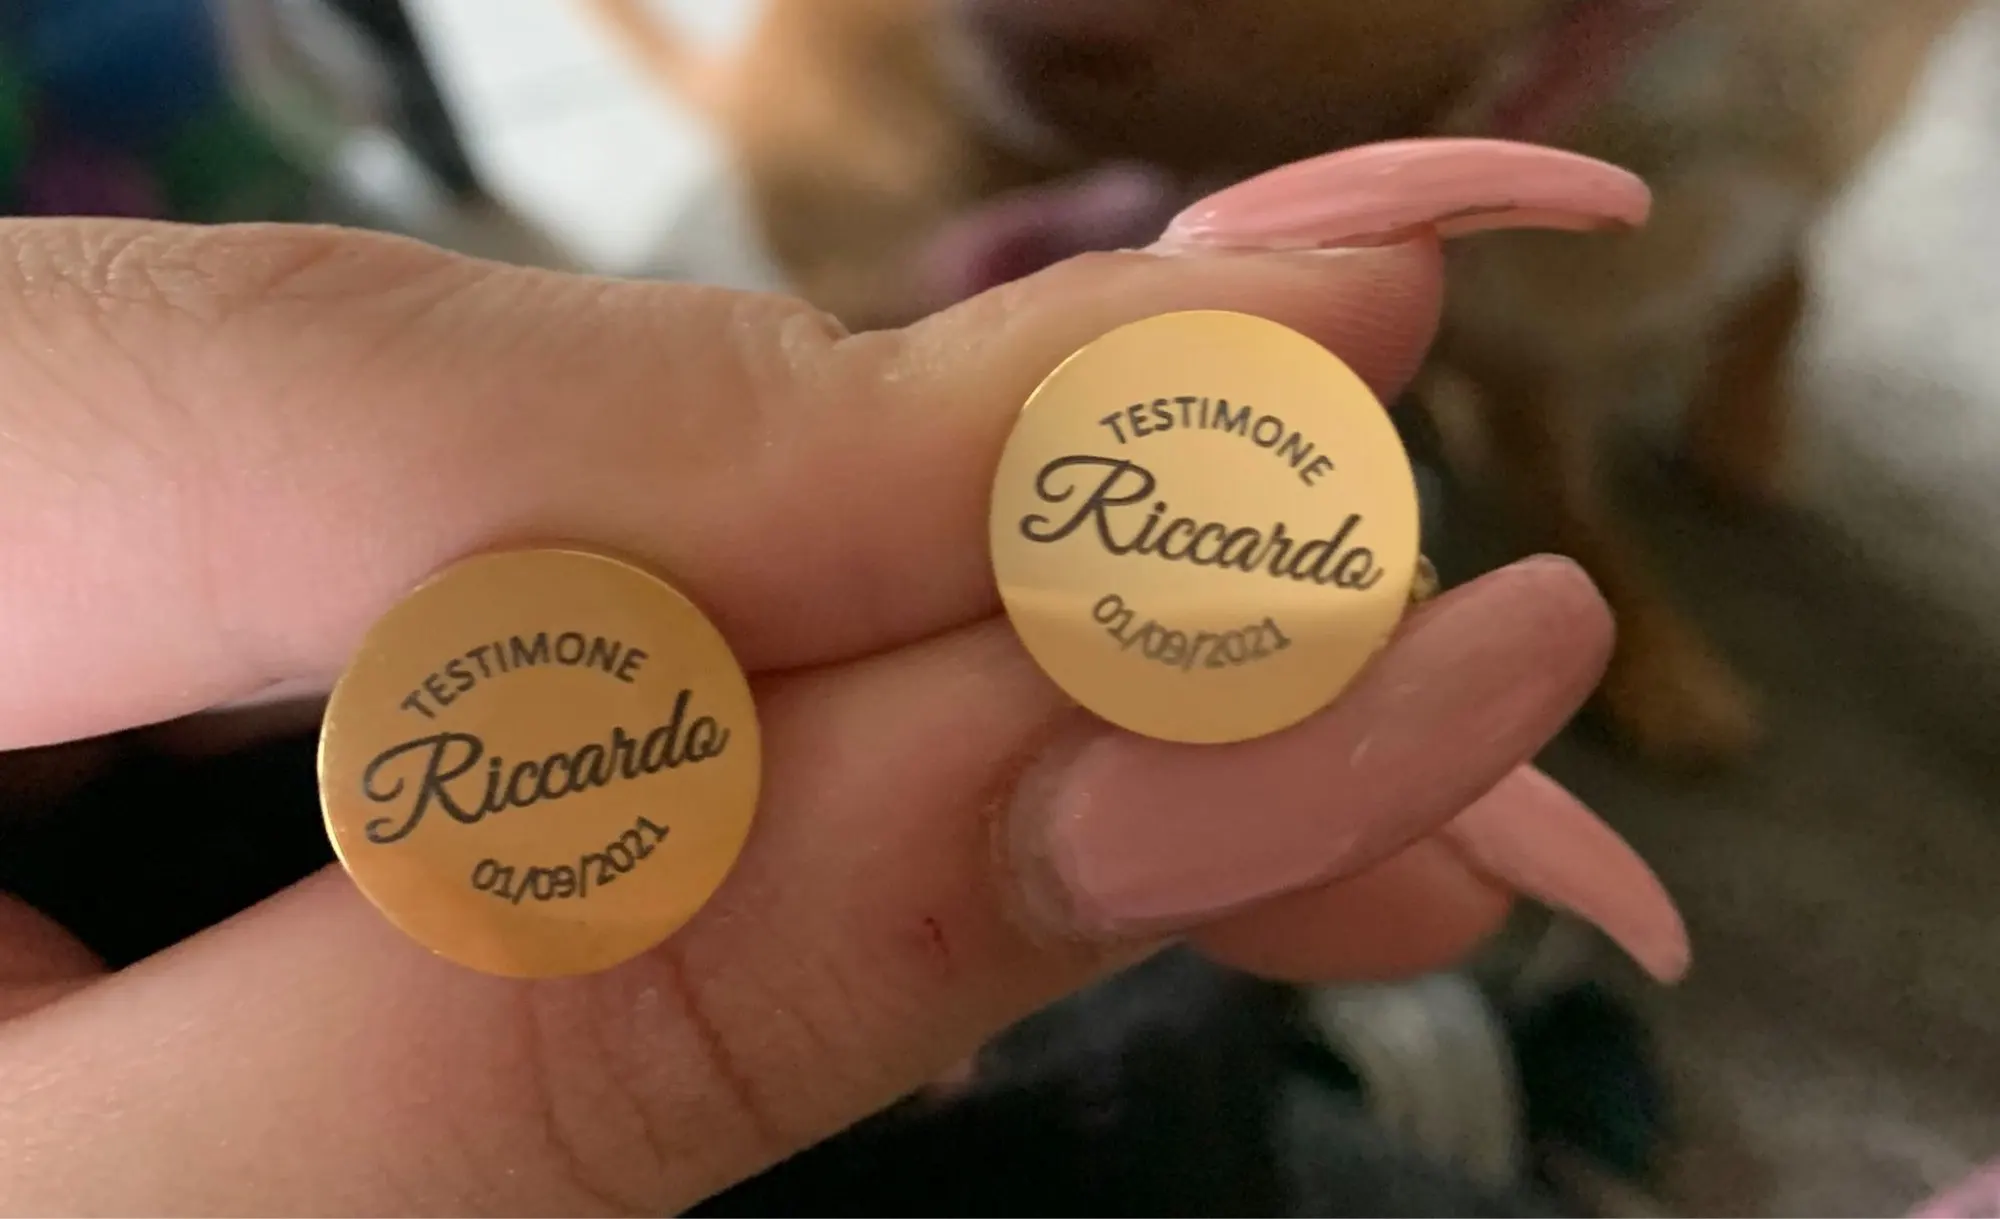 TESTIMONE
Riccardo
01/09/2021
TESTIMONE
Riccardo
01/09/2021